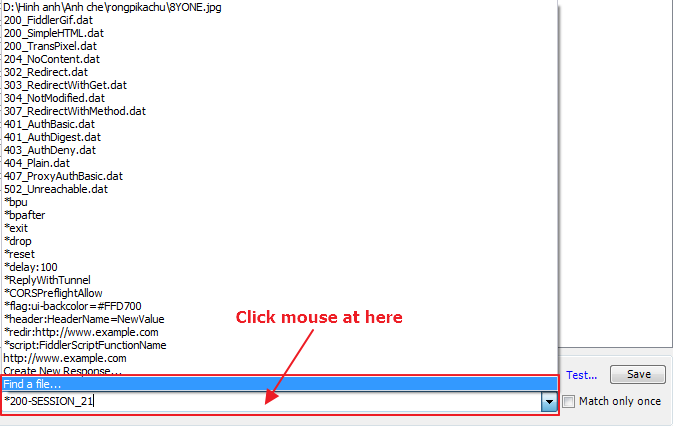 D:\Hinh anh\Anh che\rongpikachu\8YONE.jpg
200_FiddlerGif.dat
200_SimpleHTML.dat
200_TransPixel.dat
204_NoContent.dat
302_Redirect.dat
303_RedirectWithGet.dat
304_NotModified.dat
307_RedirectWithMethod.dat
401_AuthBasic.dat
401_AuthDigest.dat
403_AuthDeny.dat
404_Plain.dat
407_ProxyAuthBasic.dat
502_Unreachable.dat
*bpu
*bpafter
*exit
*drop
*reset
*delay:100
*ReplyWithTunnel
*CORSPreflightAllow
*flag:ui-backcolor=#FFD700
*header:HeaderName=NewValue
*redir:http://www.example.com
*script:FiddlerScriptFunctionName
http://www.example.com
Create New Response...
Find a file...
*200-SESSION_21
Click mouse at here
Test...
Save
Match only once